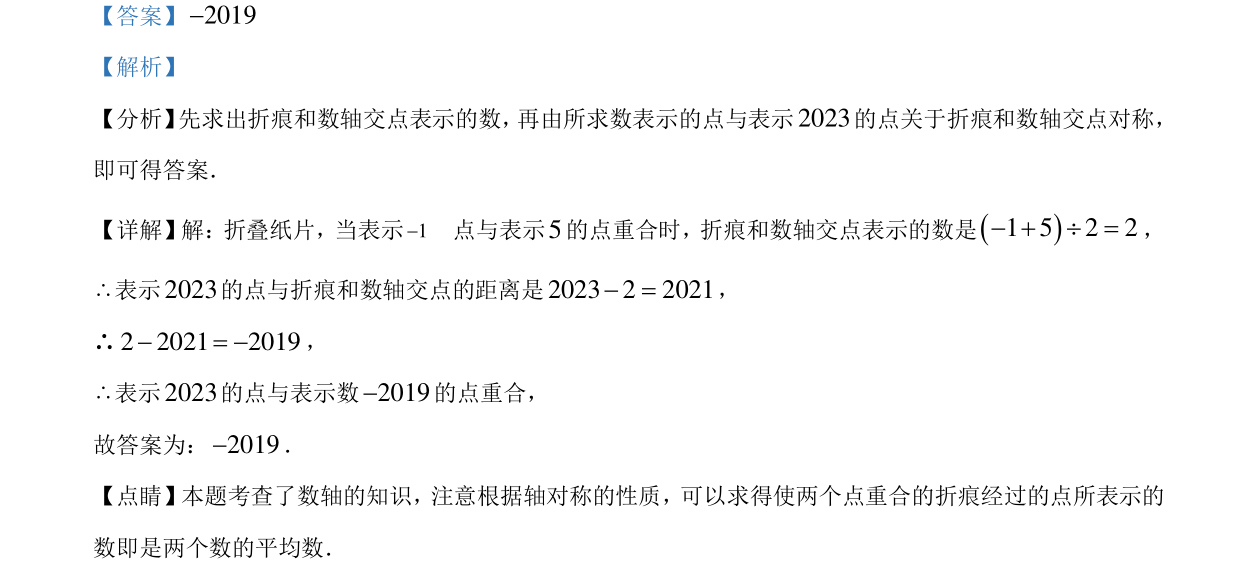 【答案】−2019
【解析】
【分析】先求出折痕和数轴交点表示的数，再由所求数表示的点与表示2023的点关于折痕和数轴交点对称，
即可得答案．
【详解】解：折叠纸片，当表示−1 点与表示5的点重合时，折痕和数轴交点表示的数是(−1+5)÷2=2，
∴表示2023的点与折痕和数轴交点的距离是2023−2=2021，
∴2−2021=−2019，
∴表示2023的点与表示数−2019的点重合，
故答案为：−2019．
【点睛】本题考查了数轴的知识，注意根据轴对称的性质，可以求得使两个点重合的折痕经过的点所表示的
数即是两个数的平均数．